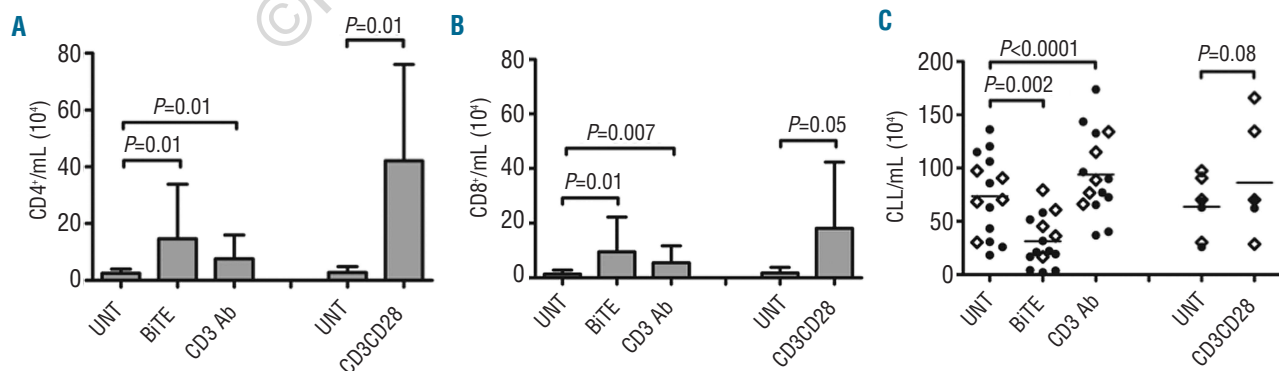 A
P=0.01
P=0.01
P=0.01
CD4⁺/mL (10⁴)
80
60
40
20
0
UNT
BiTE
CD3 Ab
UNT
CD3CD28
B
P=0.007
P=0.01
P=0.05
CD8⁺/mL (10⁴)
80
60
40
20
0
UNT
BiTE
CD3 Ab
UNT
CD3CD28
C
P<0.0001
P=0.002
P=0.08
CLL/mL (10⁴)
200
150
100
50
0
UNT
BiTE
CD3 Ab
UNT
CD3CD28